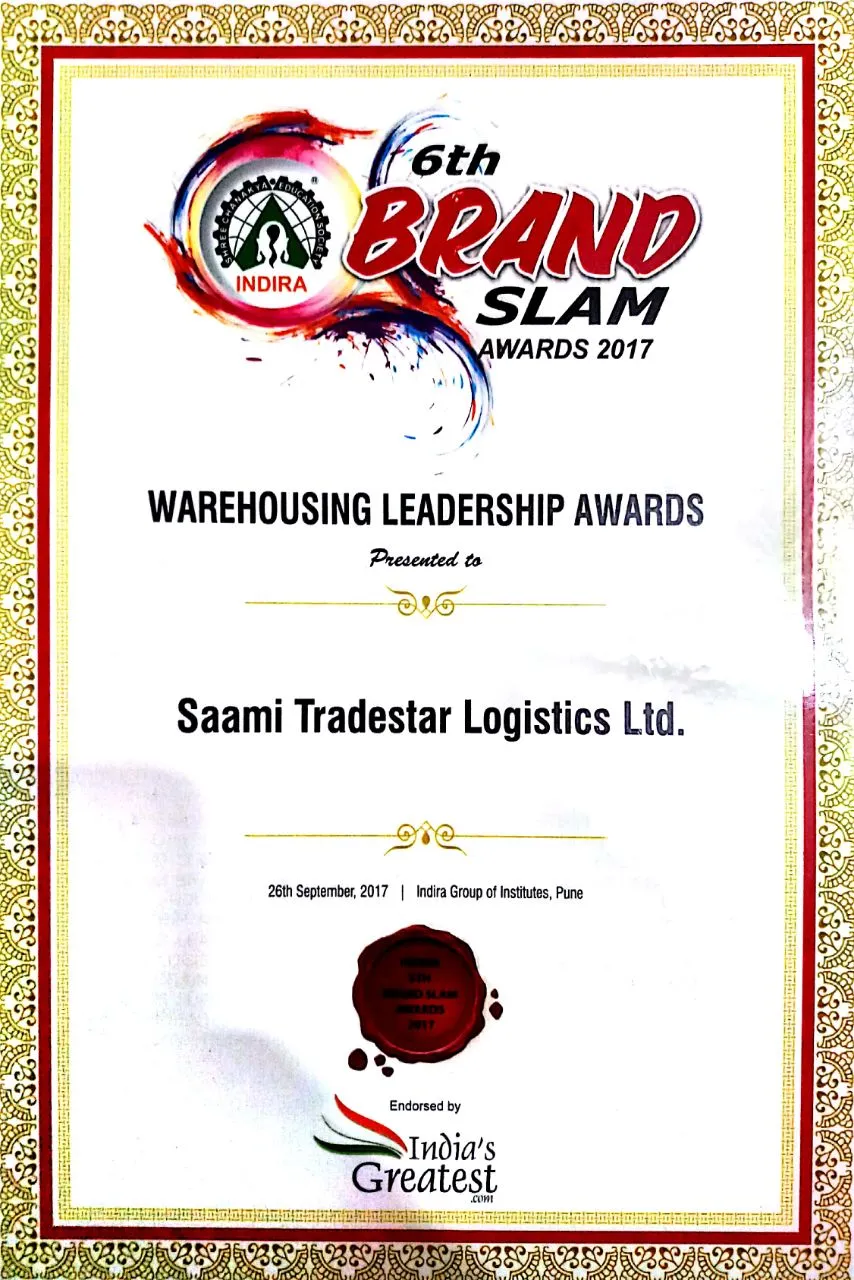 6th
BRAND
SLAM
AWARDS 2017
SHREE CHANAKYA EDUCATION SOCIETY
®
INDIRA
WAREHOUSING LEADERSHIP AWARDS
Presented to
Saami Tradestar Logistics Ltd.
26th September, 2017 | Indira Group of Institutes, Pune
INDIRA
6TH
BRAND SLAM
AWARDS
2017
Endorsed by
India's
Greatest
.com